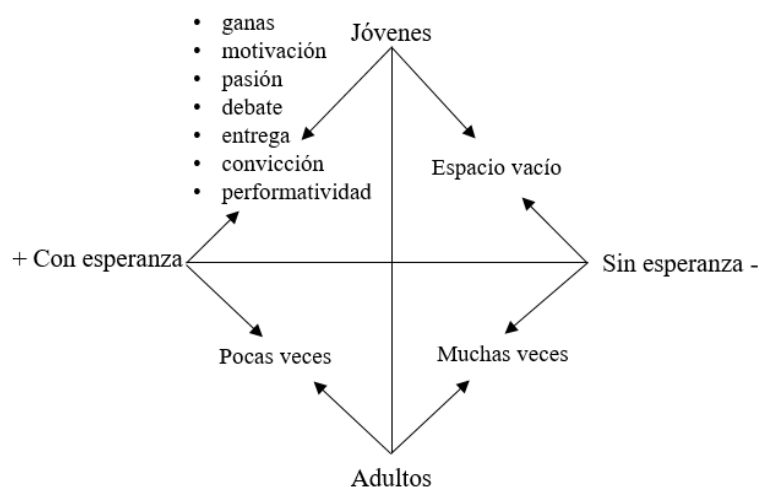 • ganas
• motivación
• pasión
• debate
• entrega
• convicción
• performatividad
Jóvenes
Espacio vacío
+ Con esperanza
Sin esperanza -
Pocas veces
Muchas veces
Adultos